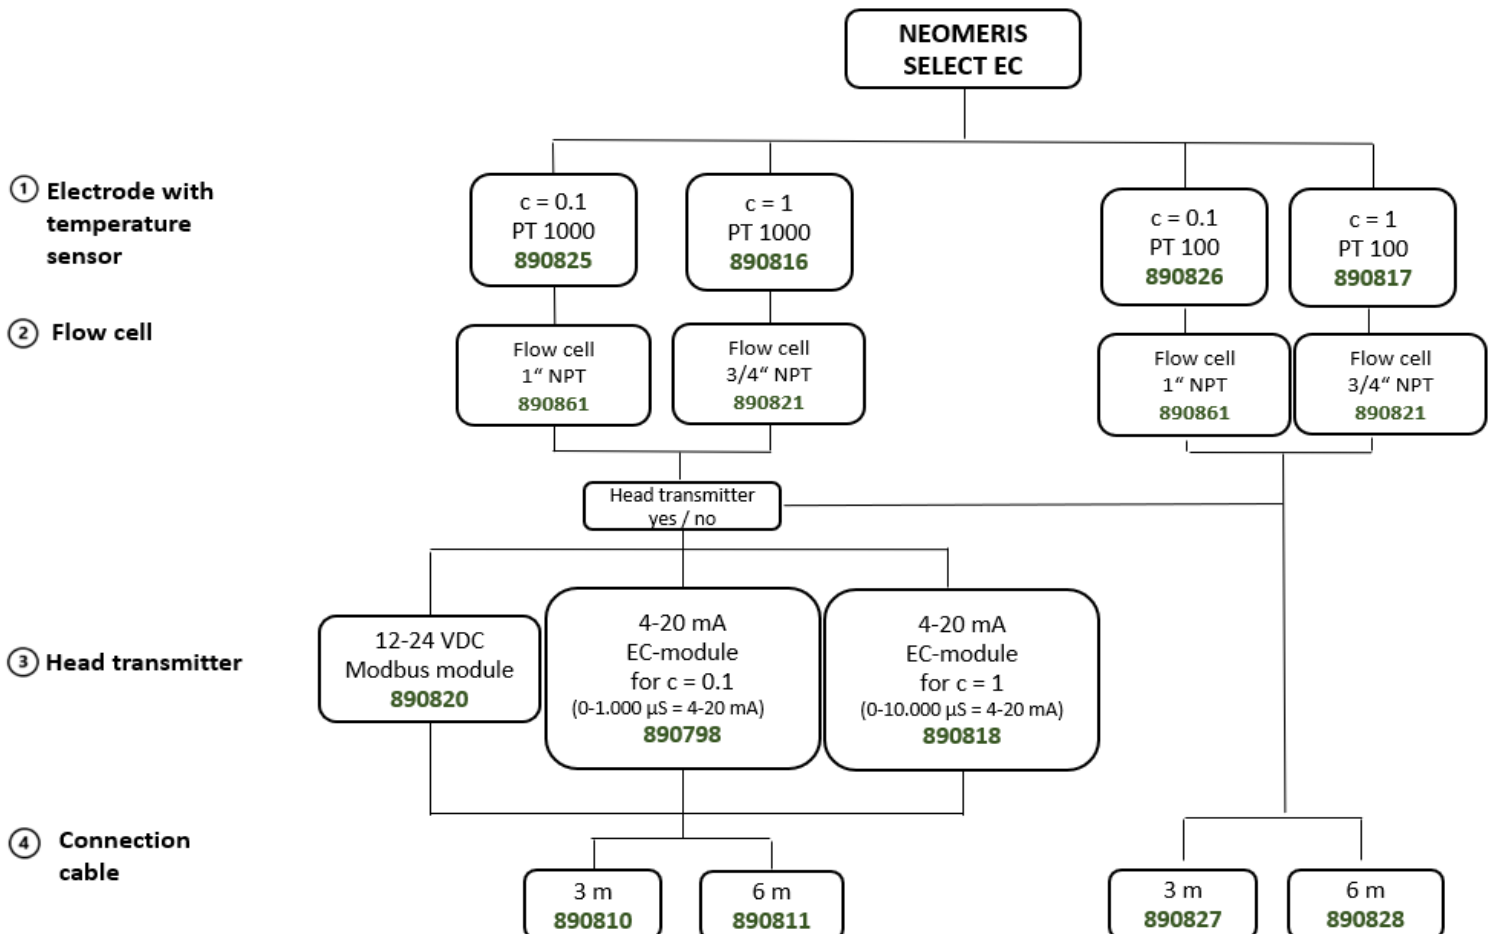 NEOMERIS
SELECT EC
1 Electrode with
temperature
sensor
c = 0.1
PT 1000
890825
c = 1
PT 1000
890816
c = 0.1
PT 100
890826
c = 1
PT 100
890817
2 Flow cell
Flow cell
1“ NPT
890861
Flow cell
3/4“ NPT
890821
Flow cell
1“ NPT
890861
Flow cell
3/4“ NPT
890821
Head transmitter
yes / no
3 Head transmitter
12-24 VDC
Modbus module
890820
4-20 mA
EC-module
for c = 0.1
(0-1.000 µS = 4-20 mA)
890798
4-20 mA
EC-module
for c = 1
(0-10.000 µS = 4-20 mA)
890818
4 Connection
cable
3 m
890810
6 m
890811
3 m
890827
6 m
890828